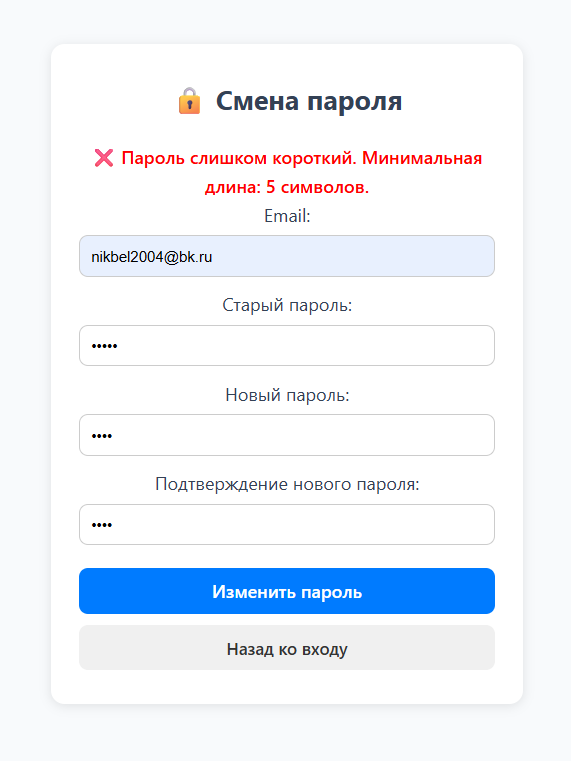 🔒 Смена пароля
❌ Пароль слишком короткий. Минимальная
длина: 5 символов.
Email:
nikbel2004@bk.ru
Старый пароль:
•••••
Новый пароль:
••••
Подтверждение нового пароля:
••••
Изменить пароль
Назад ко входу